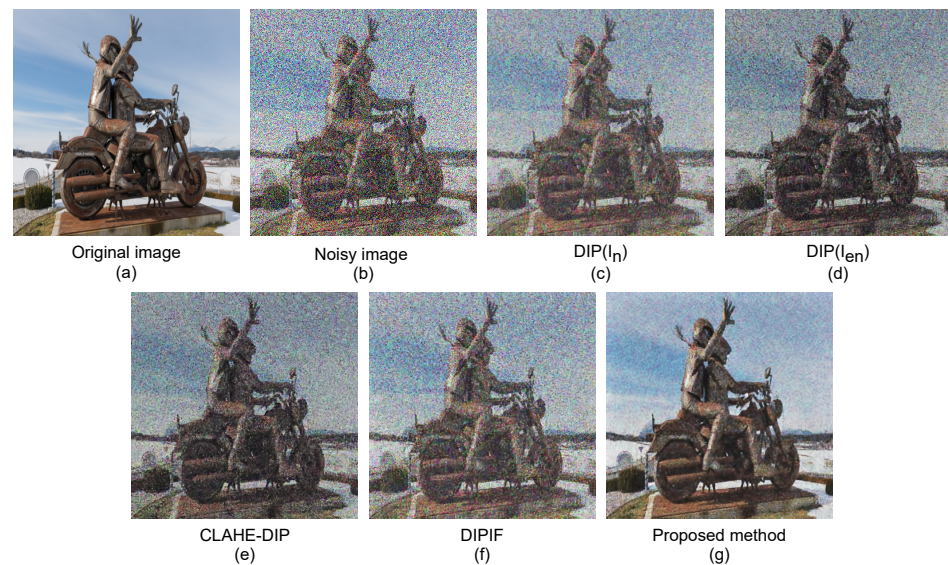 Original image
(a)
Noisy image
(b)
DIP(In)
(c)
DIP(Ien)
(d)
CLAHE-DIP
(e)
DIPIF
(f)
Proposed method
(g)